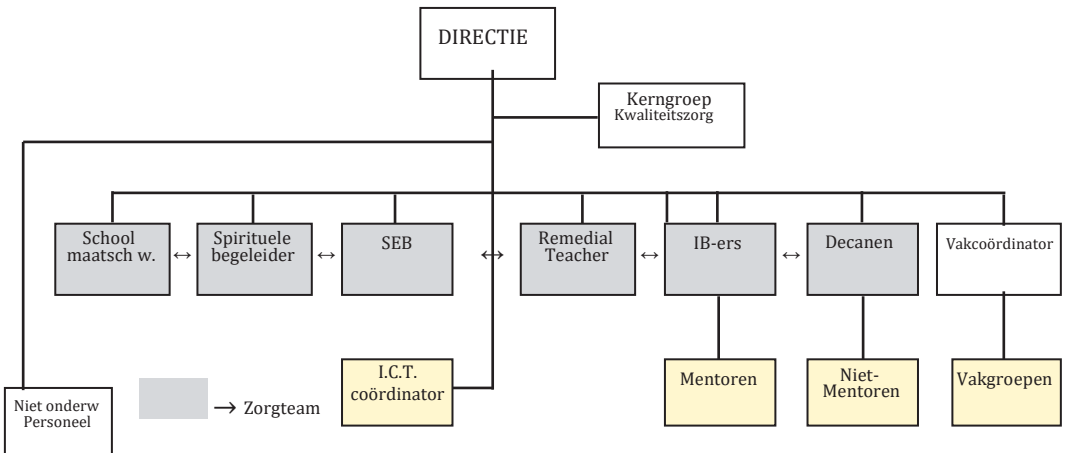 DIRECTIE
Kerngroep
Kwaliteitszorg
School
maatsch w.
↔
Spirituele
begeleider
↔
SEB
↔
Remedial
Teacher
↔
IB-ers
↔
Decanen
Vakcoördinator
I.C.T.
coördinator
Mentoren
Niet-
Mentoren
Vakgroepen
Niet onderw
Personeel
→ Zorgteam